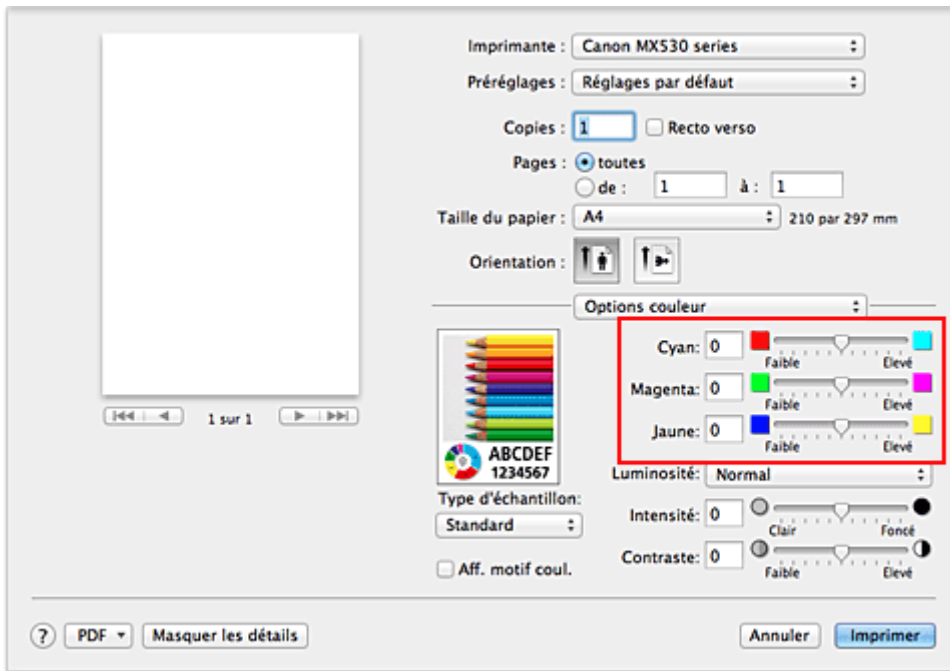 Imprimante : Canon MX530 series
Préréglages : Réglages par défaut
Copies : 1 Recto verso
Pages : toutes
de : 1 à : 1
Taille du papier : A4 210 par 297 mm
Orientation :
Options couleur
1 sur 1
ABCDEF
1234567
Type d'échantillon:
Standard
Aff. motif coul.
Cyan: 0
Faible Elevé
Magenta: 0
Faible Elevé
Jaune: 0
Faible Elevé
Luminosité: Normal
Intensité: 0
Clair Foncé
Contraste: 0
Faible Elevé
? PDF Masquer les détails Annuler Imprimer